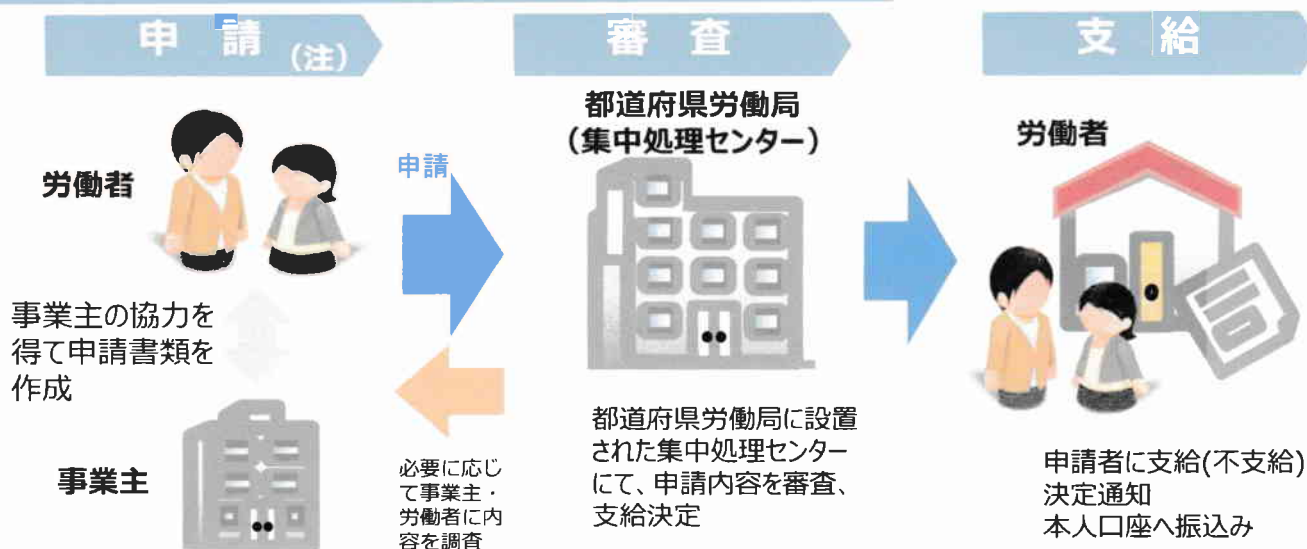 申 請 (注)
審 査
支 給
労働者
申請
事業主の協力を
得て申請書類を
作成
事業主
必要に応じ
て事業主・
労働者に内
容を調査
都道府県労働局
（集中処理センター）
都道府県労働局に設置
された集中処理センター
にて、申請内容を審査、
支給決定
労働者
申請者に支給(不支給)
決定通知
本人口座へ振込み